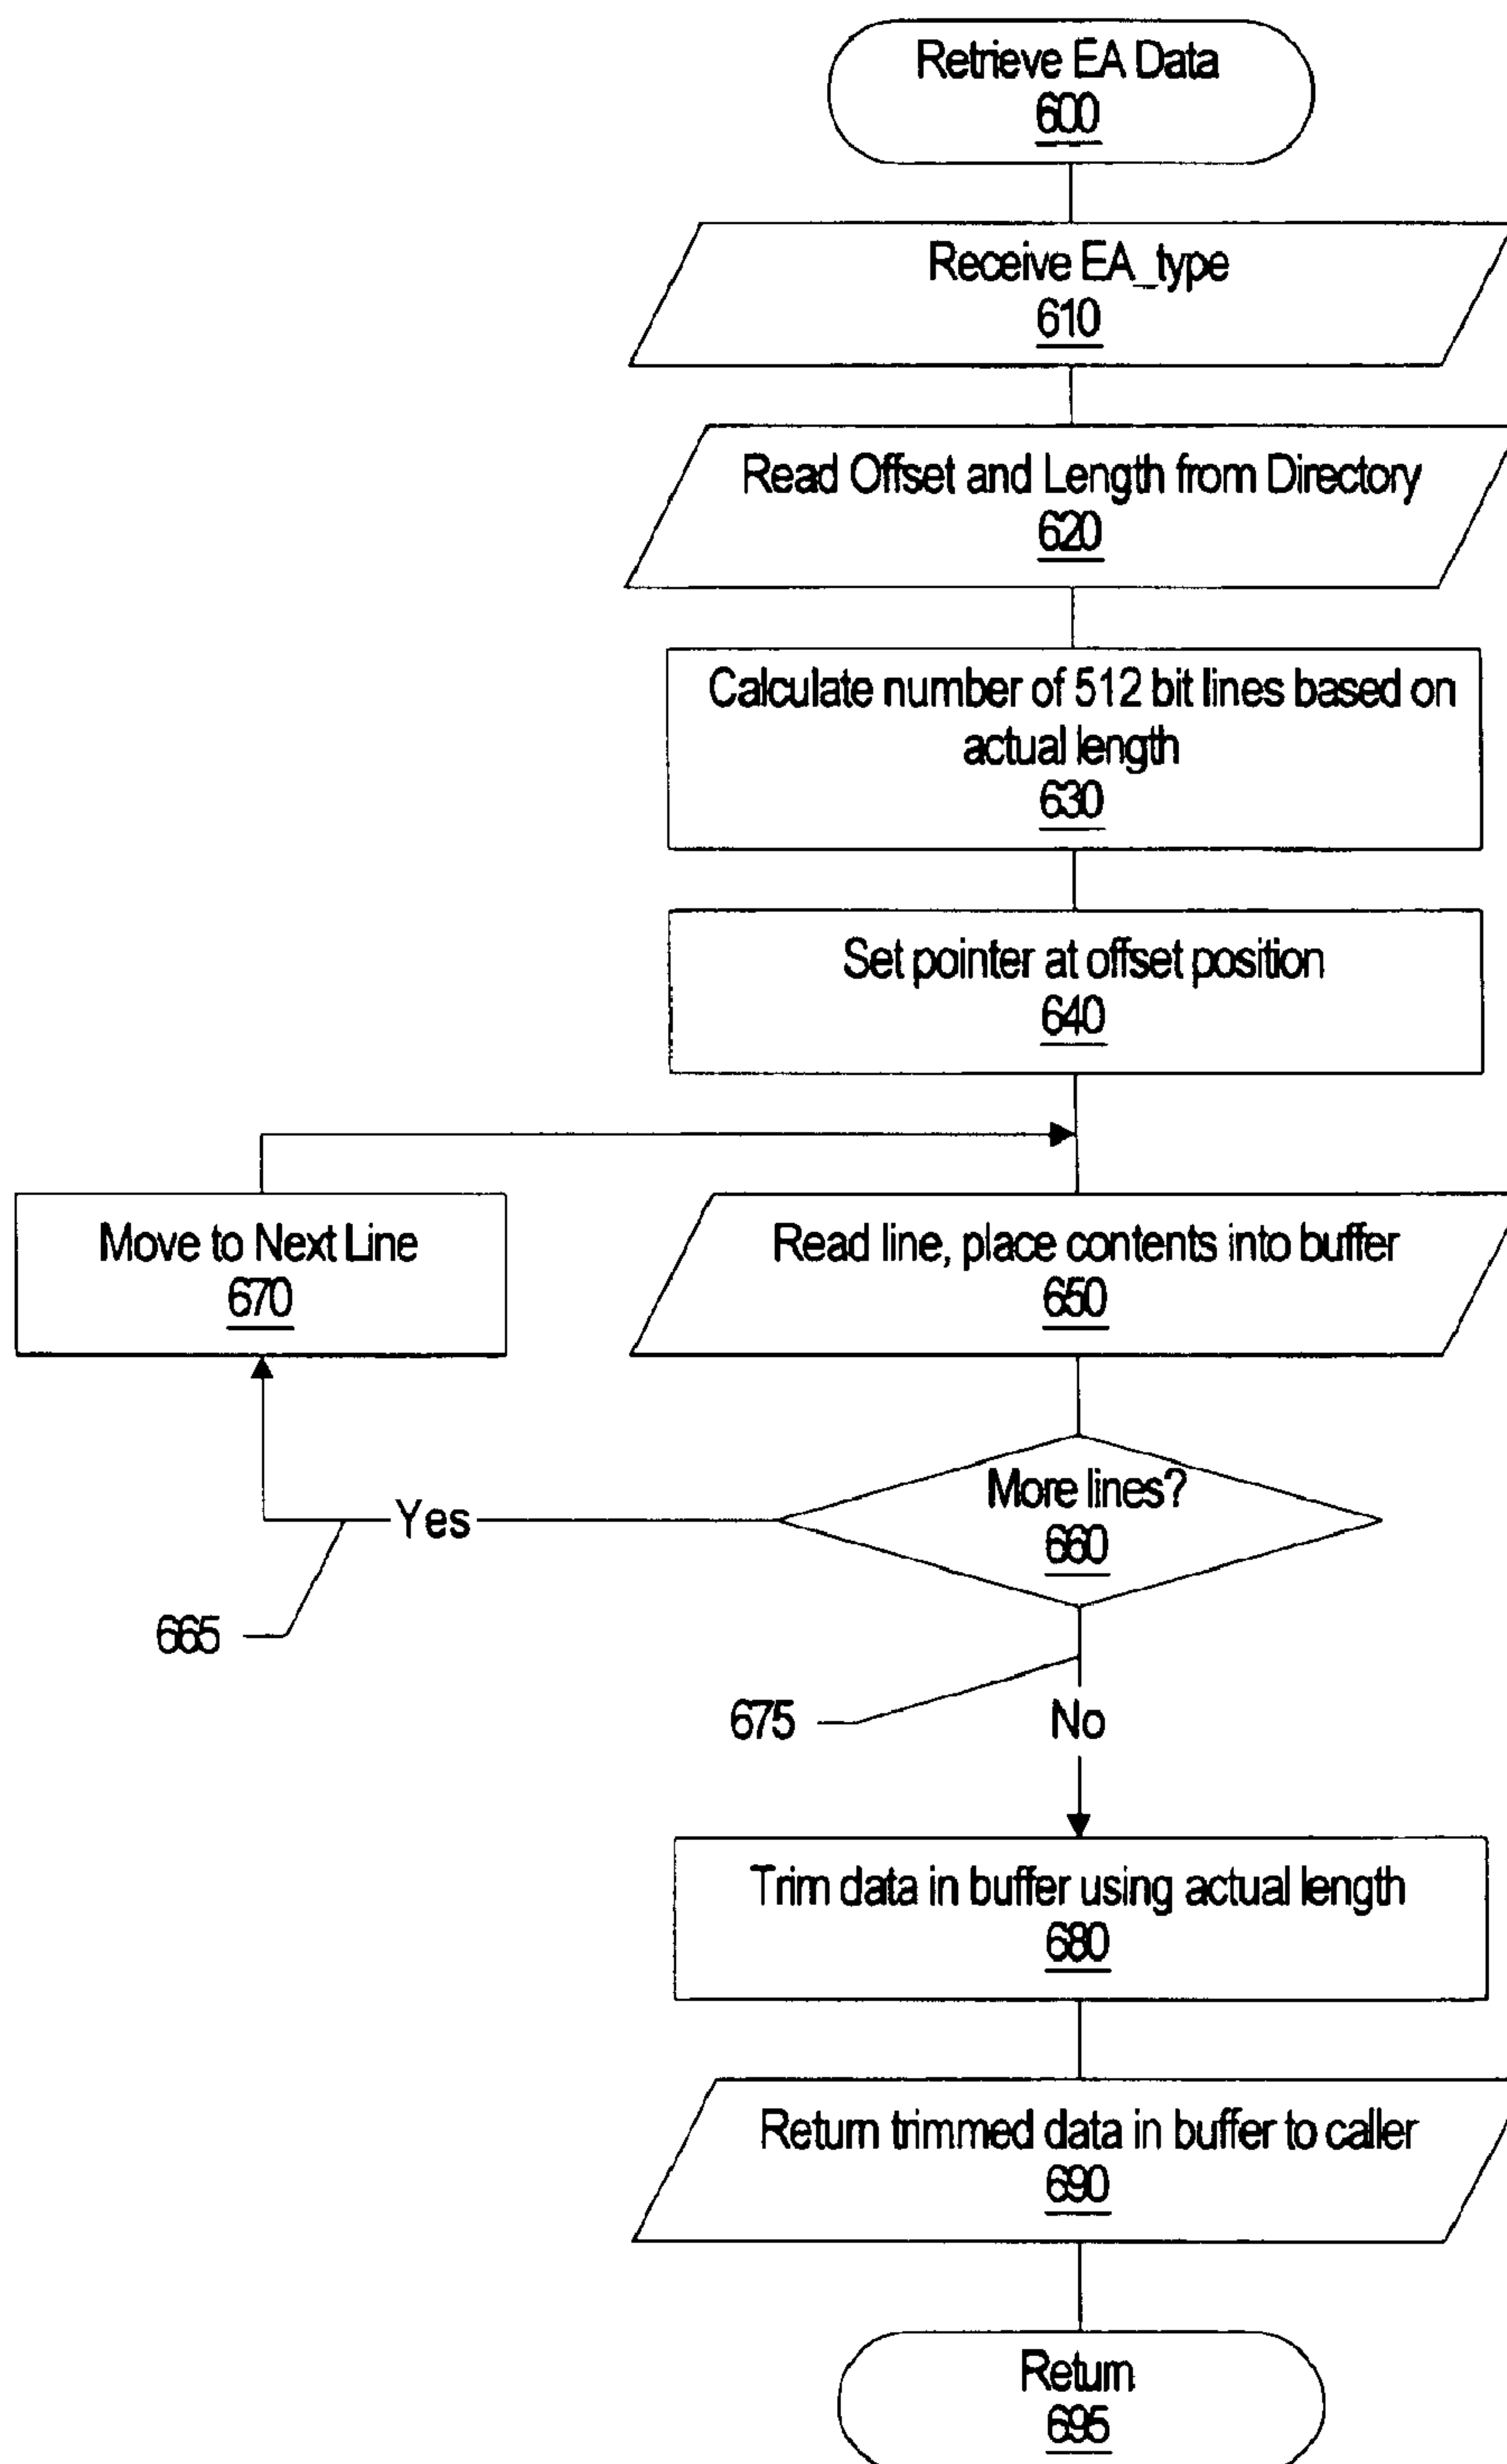 Retrieve EA Data
600
Receive EA_type
610
Read Offset and Length from Directory
620
Calculate number of 512 bit lines based on
actual length
630
Set pointer at offset position
640
Move to Next Line
670
Read line, place contents into buffer
650
More lines?
660
Yes
665
675
No
Trim data in buffer using actual length
680
Return trimmed data in buffer to caller
690
Return
695